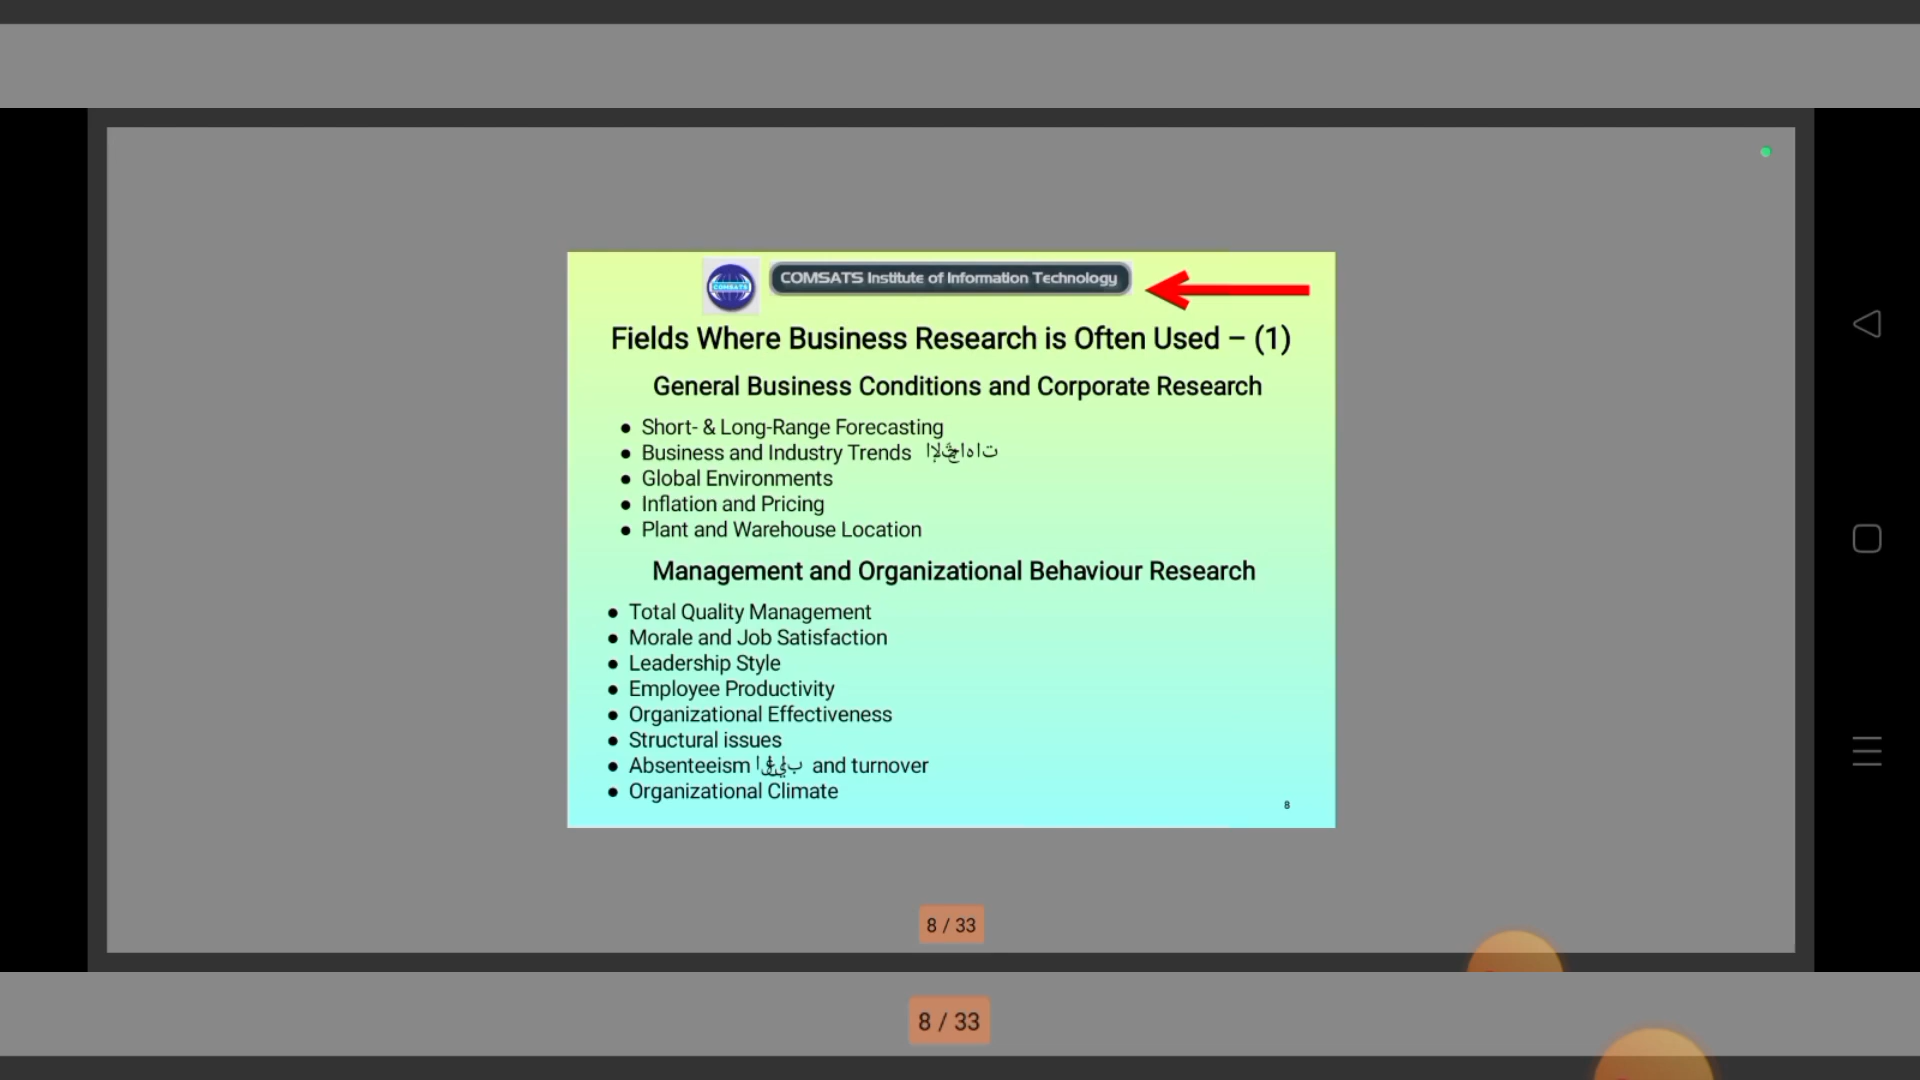 COMSATS
COMSATS Institute of Information Technology
Fields Where Business Research is Often Used – (1)
General Business Conditions and Corporate Research
● Short- & Long-Range Forecasting
● Business and Industry Trends
● Global Environments
● Inflation and Pricing
● Plant and Warehouse Location
Management and Organizational Behaviour Research
● Total Quality Management
● Morale and Job Satisfaction
● Leadership Style
● Employee Productivity
● Organizational Effectiveness
● Structural issues
● Absenteeism and turnover
● Organizational Climate
8
8 / 33
8 / 33